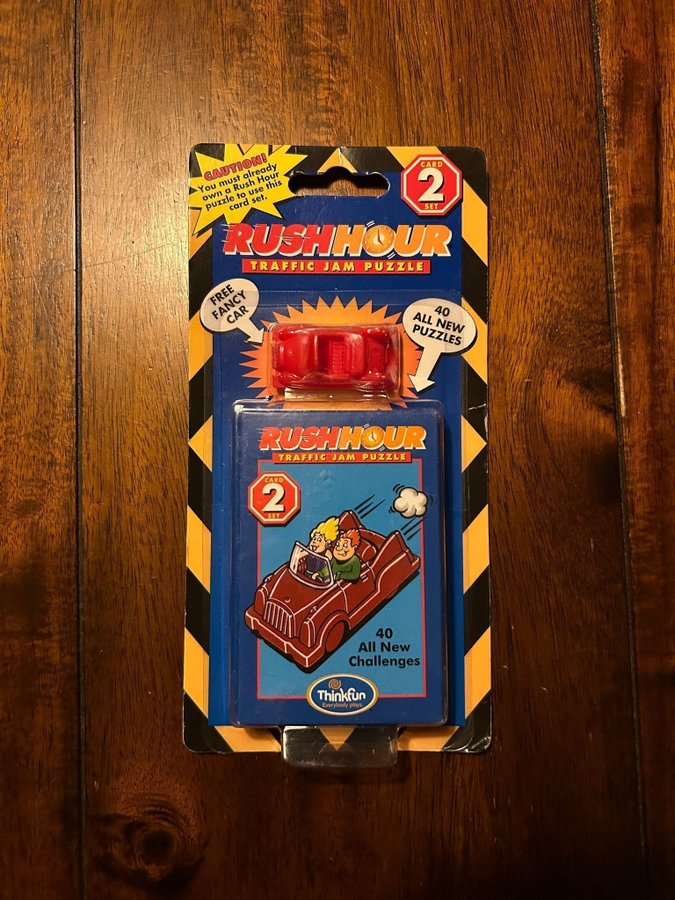 CAUTION!
You must already
own a Rush Hour
puzzle to use this
card set.
CARD
2
SET
RUSH HOUR
TRAFFIC JAM PUZZLE
FREE
FANCY
CAR
40
ALL NEW
PUZZLES
RUSH HOUR
TRAFFIC JAM PUZZLE
CARD
2
SET
40
All New
Challenges
Thinkfun
Everybody plays